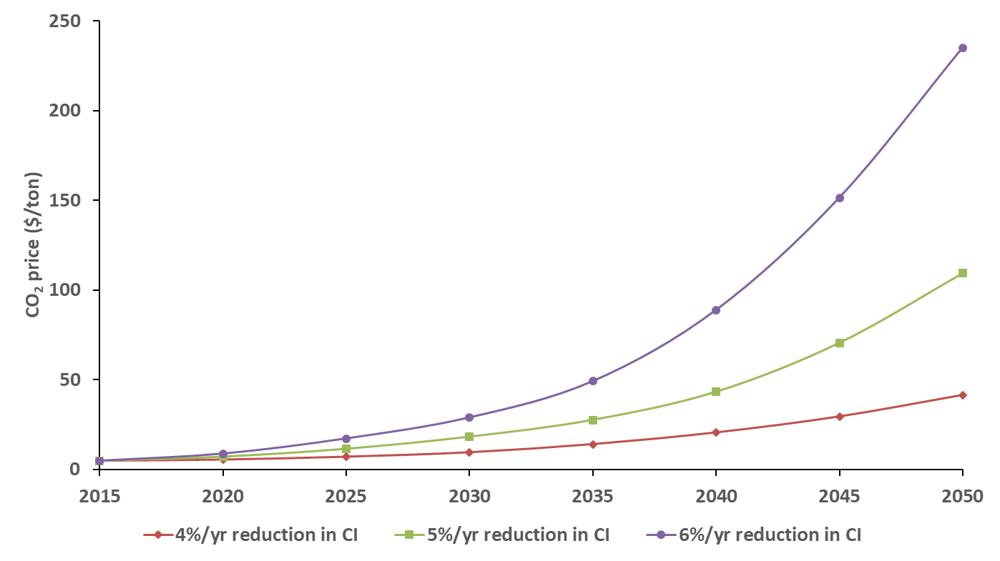 250
200
150
100
50
0
CO₂ price ($/ton)
2015 2020 2025 2030 2035 2040 2045 2050
4%/yr reduction in CI 5%/yr reduction in CI 6%/yr reduction in CI